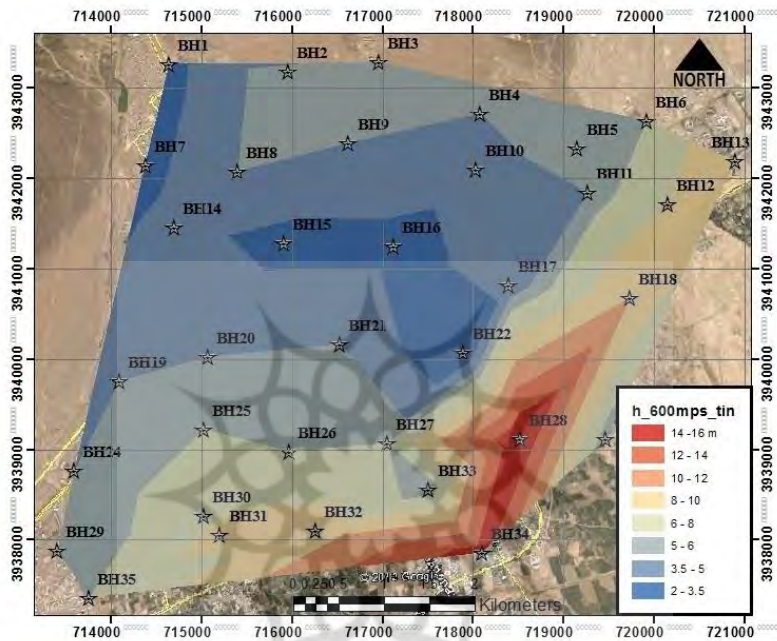 714000 715000 716000 717000 718000 719000 720000 721000
BH1
BH2
BH3
NORTH
3943000 3943000
BH4
BH5
BH6
BH7
BH8
BH9
BH10
BH11
BH12
BH13
3942000 3942000
BH14
BH15
BH16
BH17
BH18
3941000 3941000
BH19
BH20
BH21
BH22
3940000 3940000
BH24
BH25
BH26
BH27
BH28
3939000 3939000
BH29
BH30
BH31
BH32
BH33
BH34
BH35
3938000 3938000
h_600mps_tin
14 -16 m
12 - 14
10 - 12
8 - 10
6 - 8
5 - 6
3.5 - 5
2 - 3.5
Kilometers
714000 715000 716000 717000 718000 719000 720000 721000